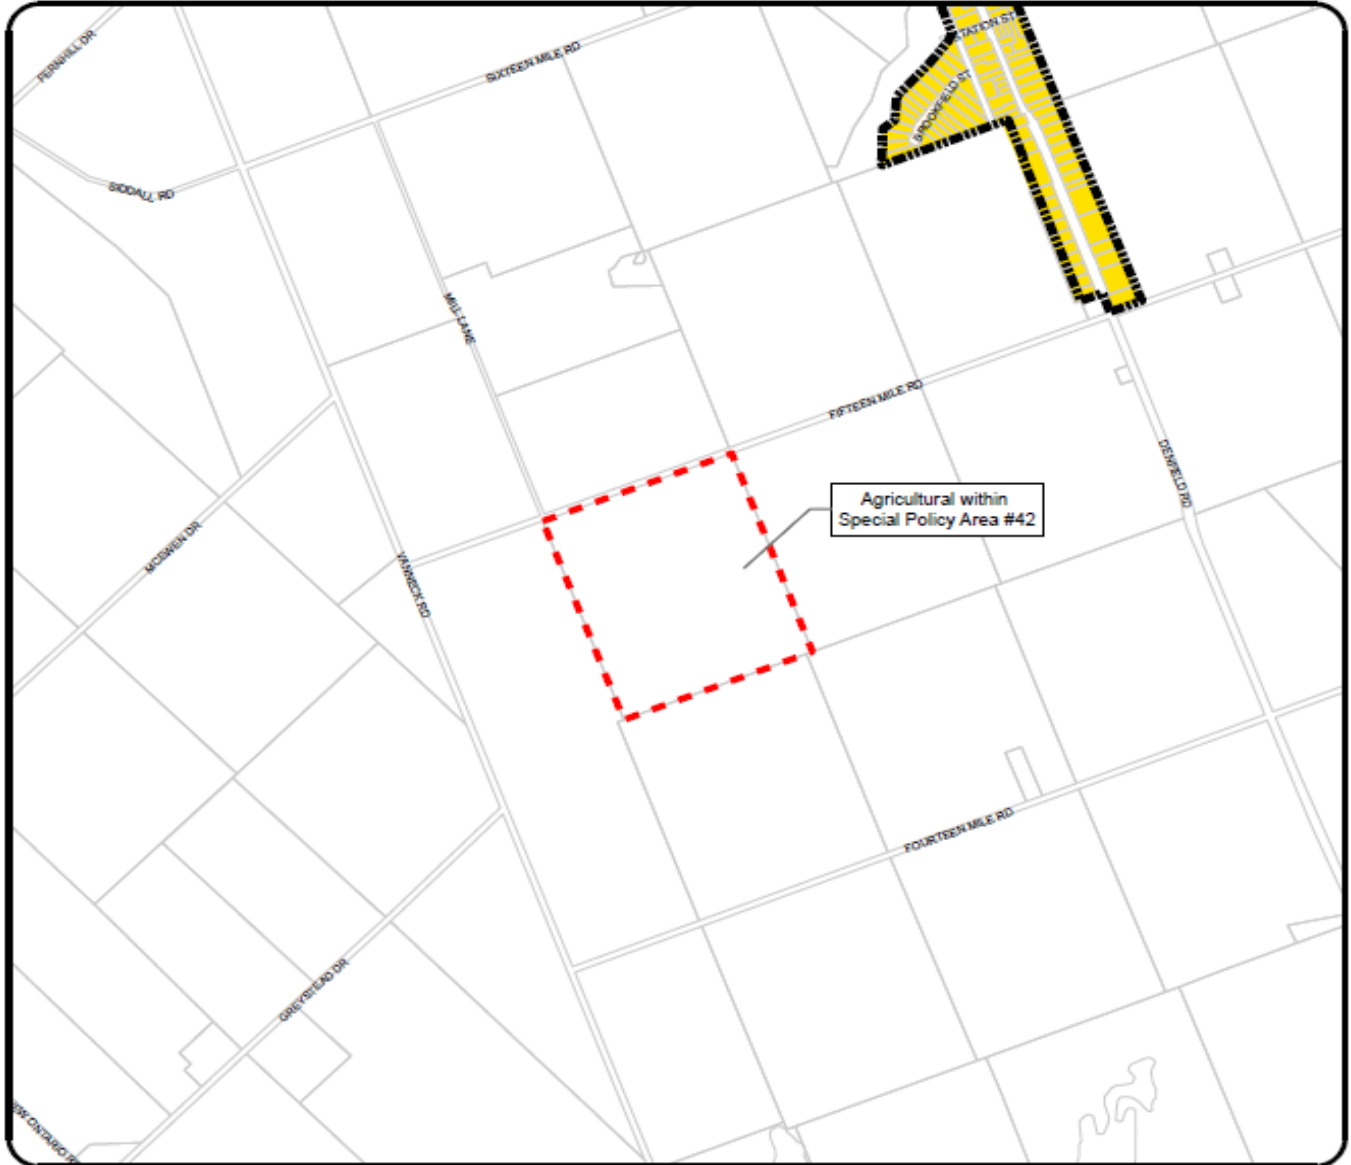 STATION ST
FERNHILL DR
SIXTEEN MILE RD
BROOKFIELD ST
SIDDALL RD
MILL LANE
FIFTEEN MILE RD
DENFIELD RD
Agricultural within
Special Policy Area #42
MCEWEN DR
VANNECK RD
FOURTEEN MILE RD
GREYSTEAD DR
ONTARIO